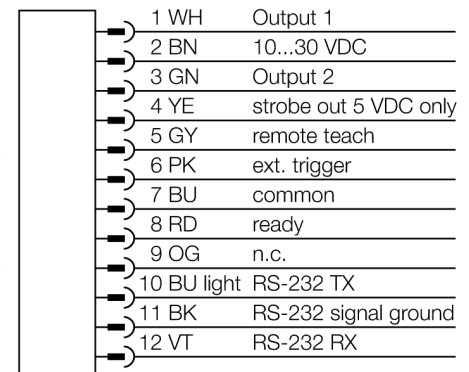 1 WH Output 1
2 BN 10...30 VDC
3 GN Output 2
4 YE strobe out 5 VDC only
5 GY remote teach
6 PK ext. trigger
7 BU common
8 RD ready
9 OG n.c.
10 BU light RS-232 TX
11 BK RS-232 signal ground
12 VT RS-232 RX